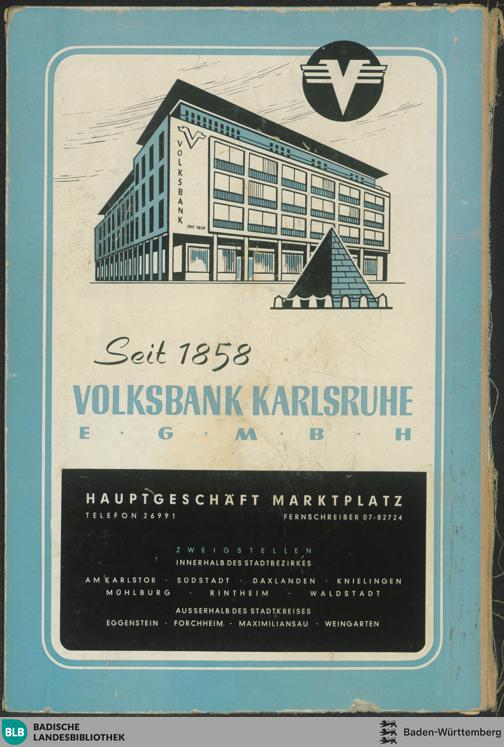 V
VOLKSBANK
SEIT 1858
Seit 1858
VOLKSBANK KARLSRUHE
E · G · M · B · H
HAUPTGESCHÄFT MARKTPLATZ
TELEFON 26991 FERNSCHREIBER 07-82724
ZWEIGSTELLEN
INNERHALB DES STADTBEZIRKES
AM KARLSTOR · SÜDSTADT · DAXLANDEN · KNIELINGEN
MÜHLBURG · RINTHEIM · WALDSTADT
AUSSERHALB DES STADTKREISES
EGGENSTEIN · FORCHHEIM · MAXIMILIANSAU · WEINGARTEN
BLB BADISCHE
LANDESBIBLIOTHEK
Baden-Württemberg